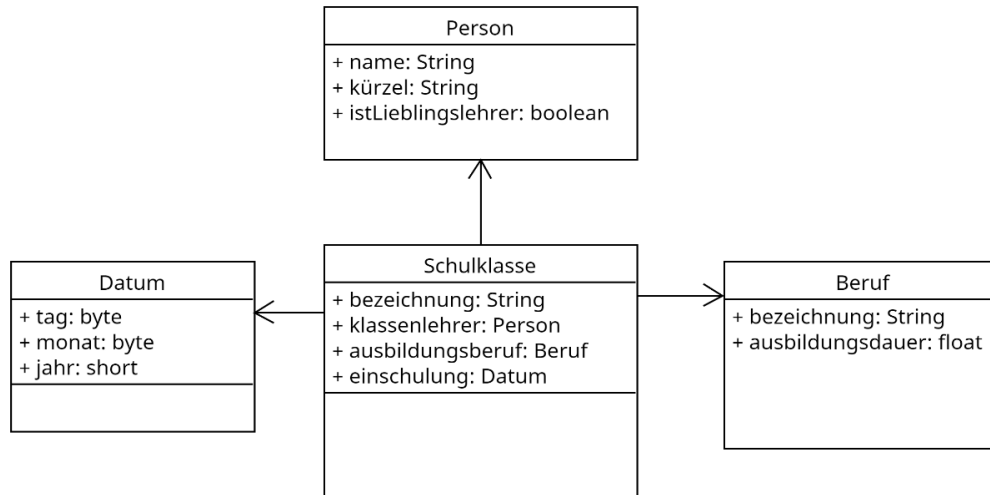 Person
+ name: String
+ kürzel: String
+ istLieblingslehrer: boolean
Datum
+ tag: byte
+ monat: byte
+ jahr: short
Schulklasse
+ bezeichnung: String
+ klassenlehrer: Person
+ ausbildungsberuf: Beruf
+ einschulung: Datum
Beruf
+ bezeichnung: String
+ ausbildungsdauer: float